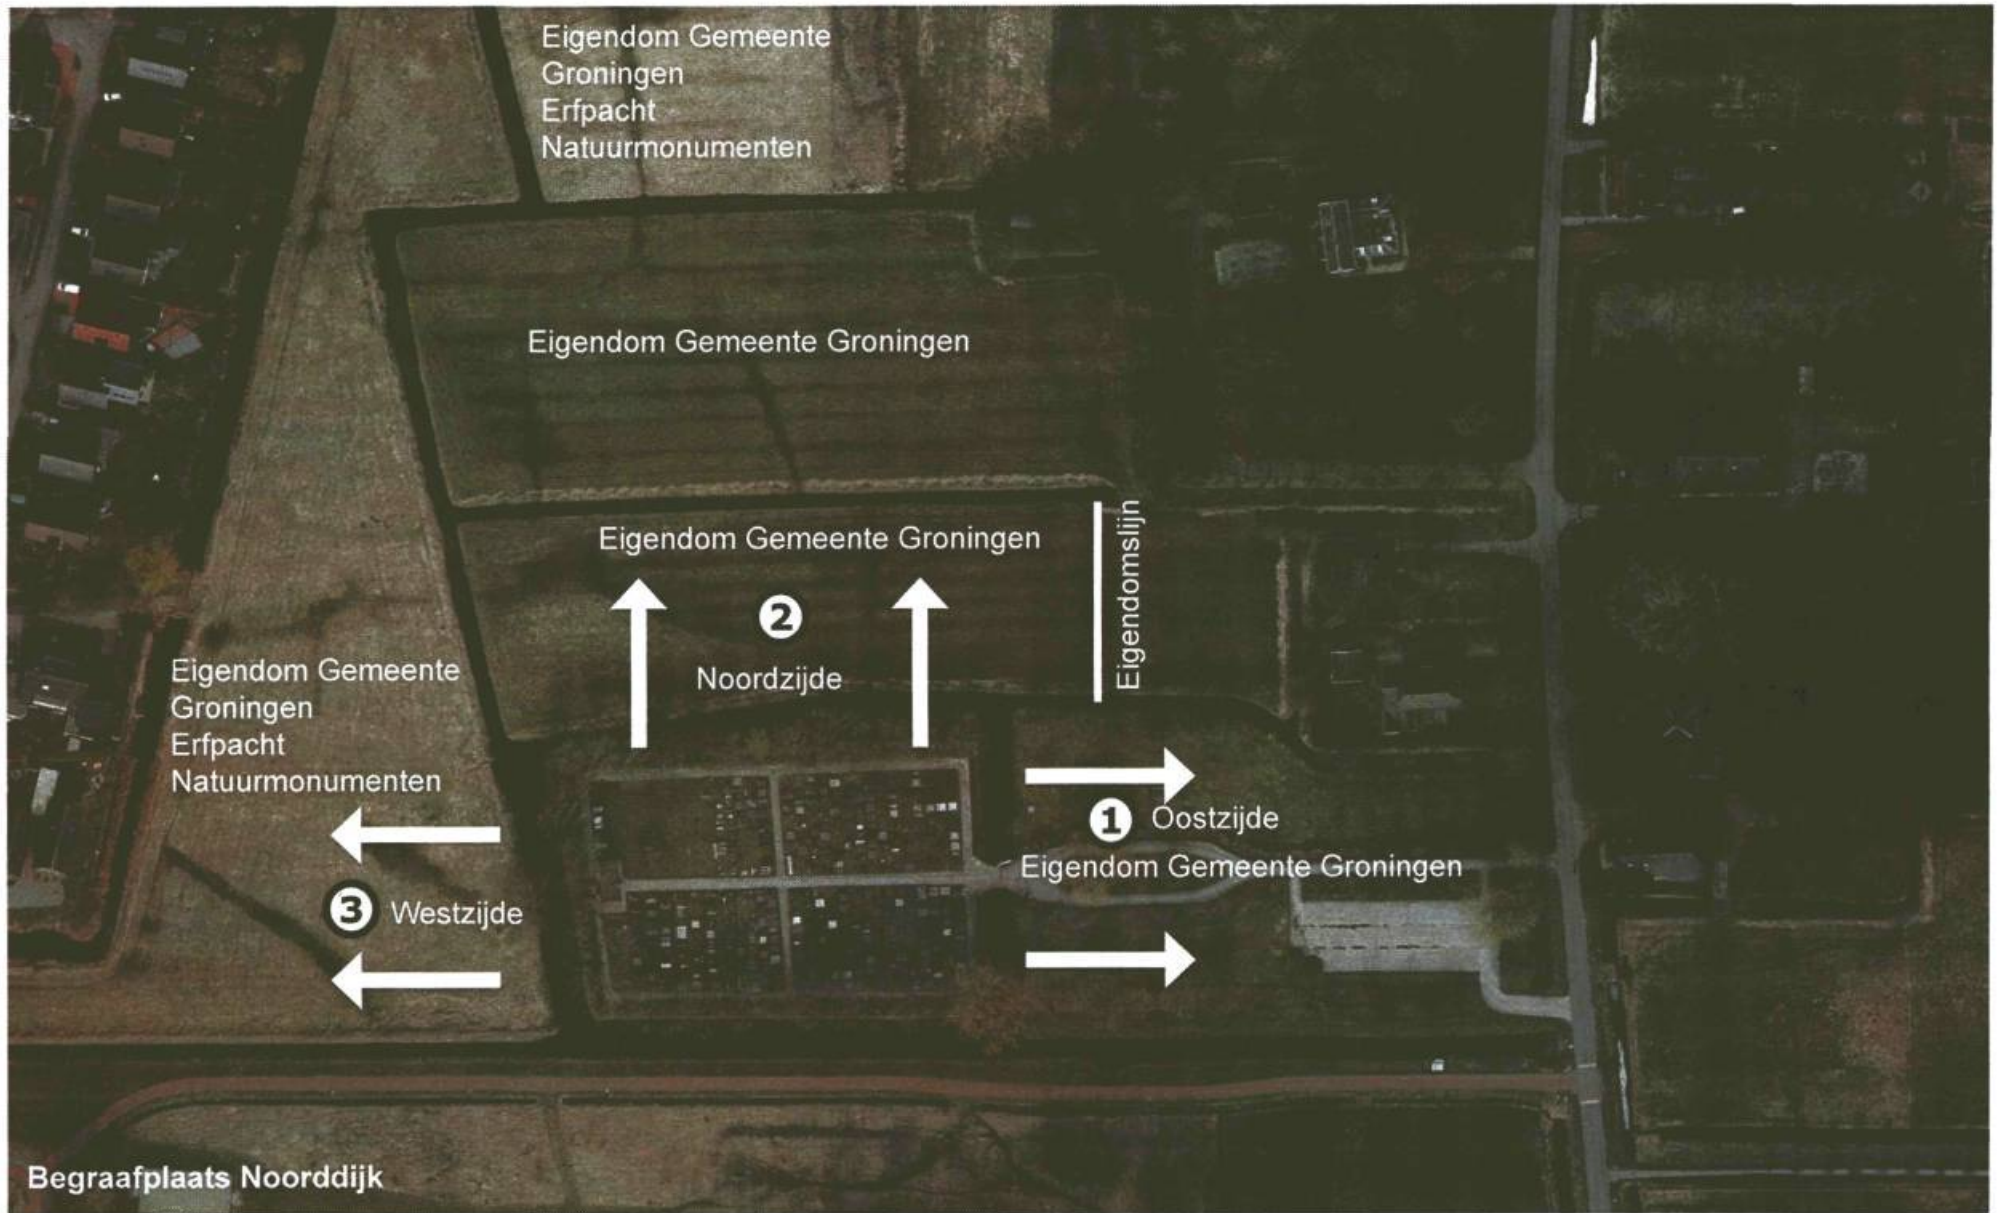 Eigendom Gemeente
Groningen
Erfpacht
Natuurmonumenten
Eigendom Gemeente Groningen
Eigendom Gemeente Groningen
Eigendomslijn
2
Noordzijde
Eigendom Gemeente
Groningen
Erfpacht
Natuurmonumenten
1 Oostzijde
Eigendom Gemeente Groningen
3 Westzijde
Begraafplaats Noorddijk